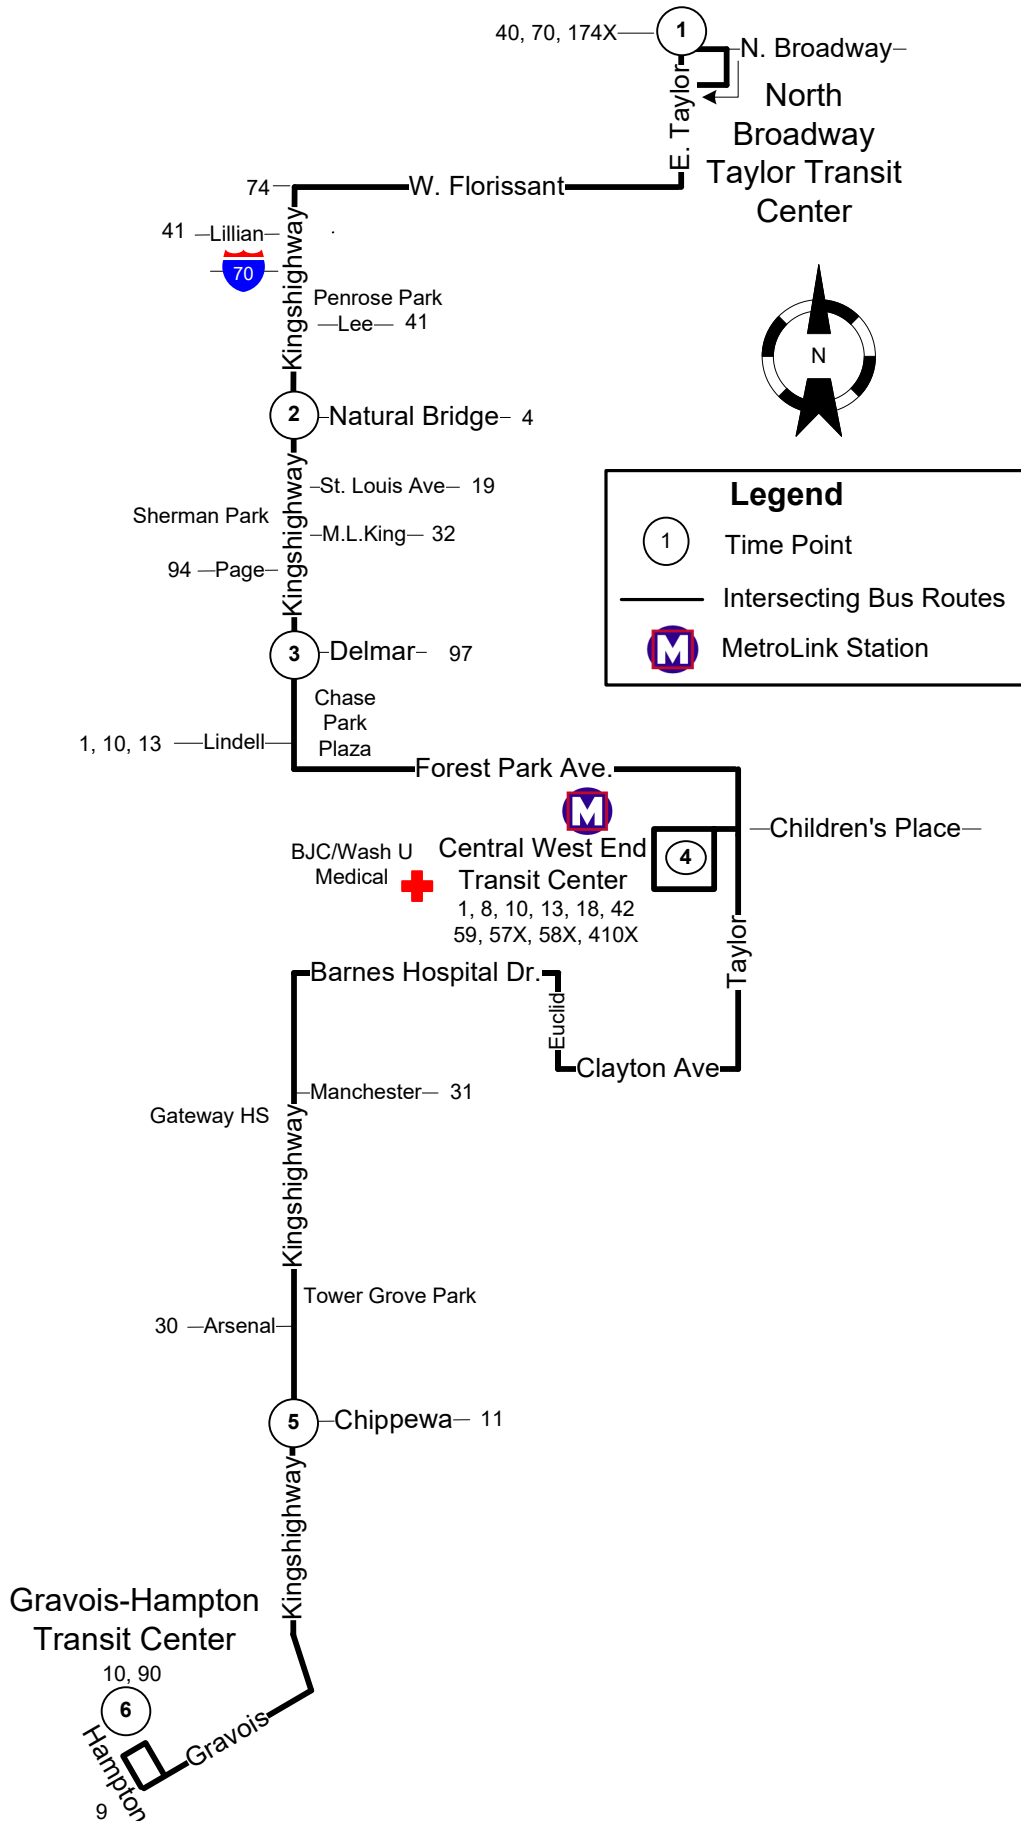 40, 70, 174X
1
N. Broadway
E. Taylor
North
Broadway
Taylor Transit
Center
74
W. Florissant
41
Lillian
70
Kingshighway
Penrose Park
Lee
41
N
2
Natural Bridge
4
Kingshighway
St. Louis Ave
19
Sherman Park
M.L.King
32
94
Page
Legend
1
Time Point
Intersecting Bus Routes
M
MetroLink Station
3
Delmar
97
Chase
Park
Plaza
1, 10, 13
Lindell
Forest Park Ave.
M
Children's Place
BJC/Wash U
Medical
Central West End
Transit Center
1, 8, 10, 13, 18, 42
59, 57X, 58X, 410X
4
Taylor
Barnes Hospital Dr.
Euclid
Clayton Ave
Manchester
31
Gateway HS
Kingshighway
Tower Grove Park
30
Arsenal
5
Chippewa
11
Kingshighway
Gravois-Hampton
Transit Center
10, 90
6
Hampton
Gravois
9